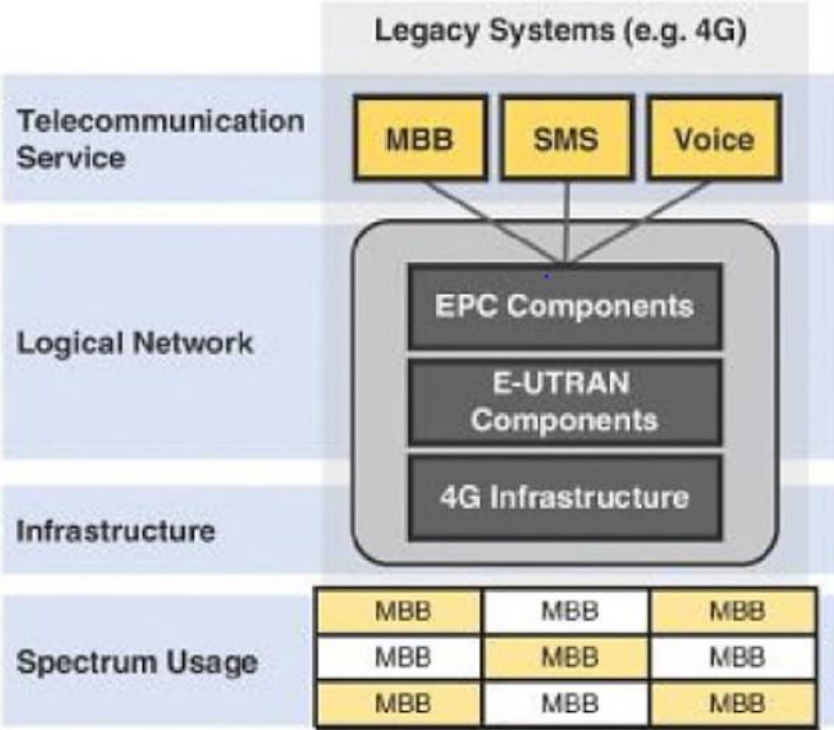 Legacy Systems (e.g. 4G)
Telecommunication
Service
MBB SMS Voice
Logical Network
EPC Components
E-UTRAN
Components
Infrastructure
4G Infrastructure
Spectrum Usage
MBB MBB MBB
MBB MBB MBB
MBB MBB MBB